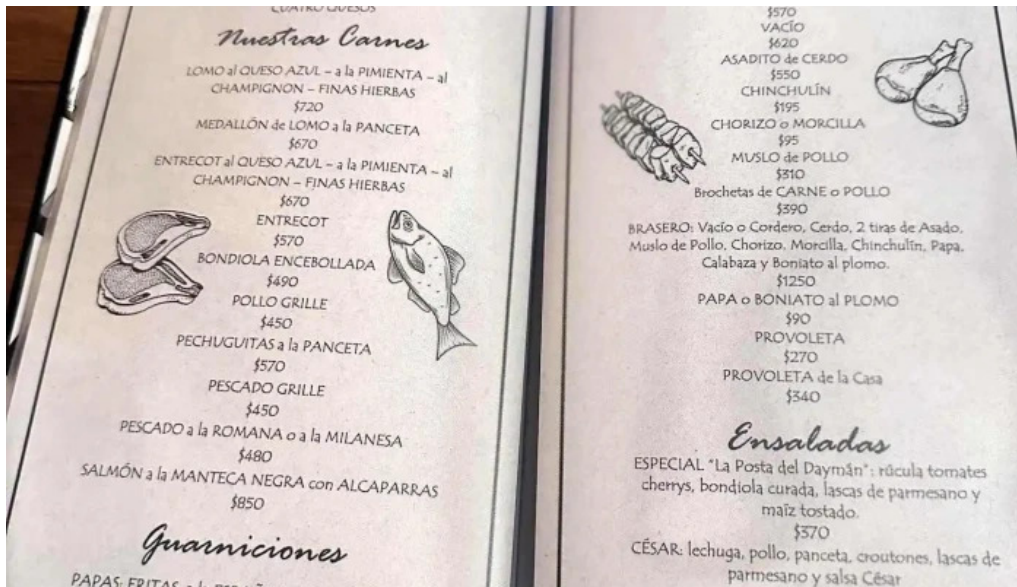 CUATRO QUESOS
Nuestras Carnes
LOMO al QUESO AZUL – a la PIMIENTA – al
CHAMPIGNON – FINAS HIERBAS
$720
MEDALLÓN de LOMO a la PANCETA
$670
ENTRECOT al QUESO AZUL – a la PIMIENTA – al
CHAMPIGNON – FINAS HIERBAS
$670
ENTRECOT
$570
BONDIOLA ENCEBOLLADA
$490
POLLO GRILLE
$450
PECHUGUITAS a la PANCETA
$570
PESCADO GRILLE
$450
PESCADO a la ROMANA o a la MILANESA
$480
SALMÓN a la MANTECA NEGRA con ALCAPARRAS
$850
Guarniciones
PAPAS: FRITAS, a la
$570
VACÍO
$620
ASADITO de CERDO
$550
CHINCHULÍN
$195
CHORIZO o MORCILLA
$95
MUSLO de POLLO
$310
Brochetas de CARNE o POLLO
$390
BRASERO: Vacío o Cordero, Cerdo, 2 tiras de Asado,
Muslo de Pollo, Chorizo, Morcilla, Chinchulín, Papa,
Calabaza y Boniato al plomo.
$1250
PAPA o BONIATO al PLOMO
$90
PROVOLETA
$270
PROVOLETA de la Casa
$340
Ensaladas
ESPECIAL "La Posta del Daymán": rúcula tomates
cherrys, bondiola curada, lascas de parmesano y
maíz tostado.
$370
CÉSAR: lechuga, pollo, panceta, croutones, lascas de
parmesano y salsa César